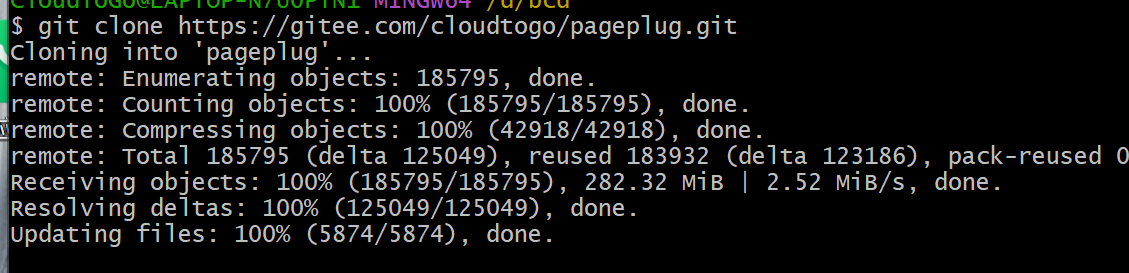 MINGW64 /d/bcd
$ git clone https://gitee.com/cloudtogo/pageplug.git
Cloning into 'pageplug'...
remote: Enumerating objects: 185795, done.
remote: Counting objects: 100% (185795/185795), done.
remote: Compressing objects: 100% (42918/42918), done.
remote: Total 185795 (delta 125049), reused 183932 (delta 123186), pack-reused 0
Receiving objects: 100% (185795/185795), 282.32 MiB | 2.52 MiB/s, done.
Resolving deltas: 100% (125049/125049), done.
Updating files: 100% (5874/5874), done.